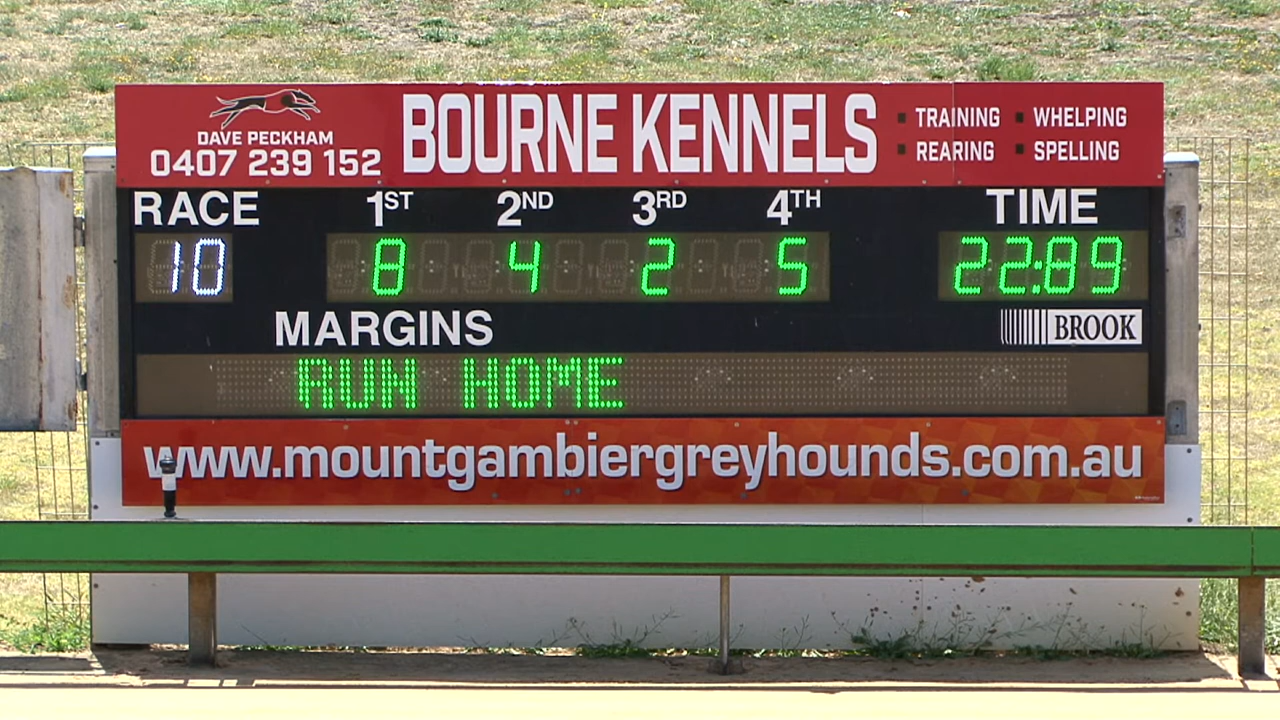 DAVE PECKHAM
0407 239 152
BOURNE KENNELS
TRAINING WHELPING
REARING SPELLING
RACE 1ST 2ND 3RD 4TH TIME
10 8 4 2 5 22:89
MARGINS
BROOK
RUN HOME
www.mountgambiergreyhounds.com.au